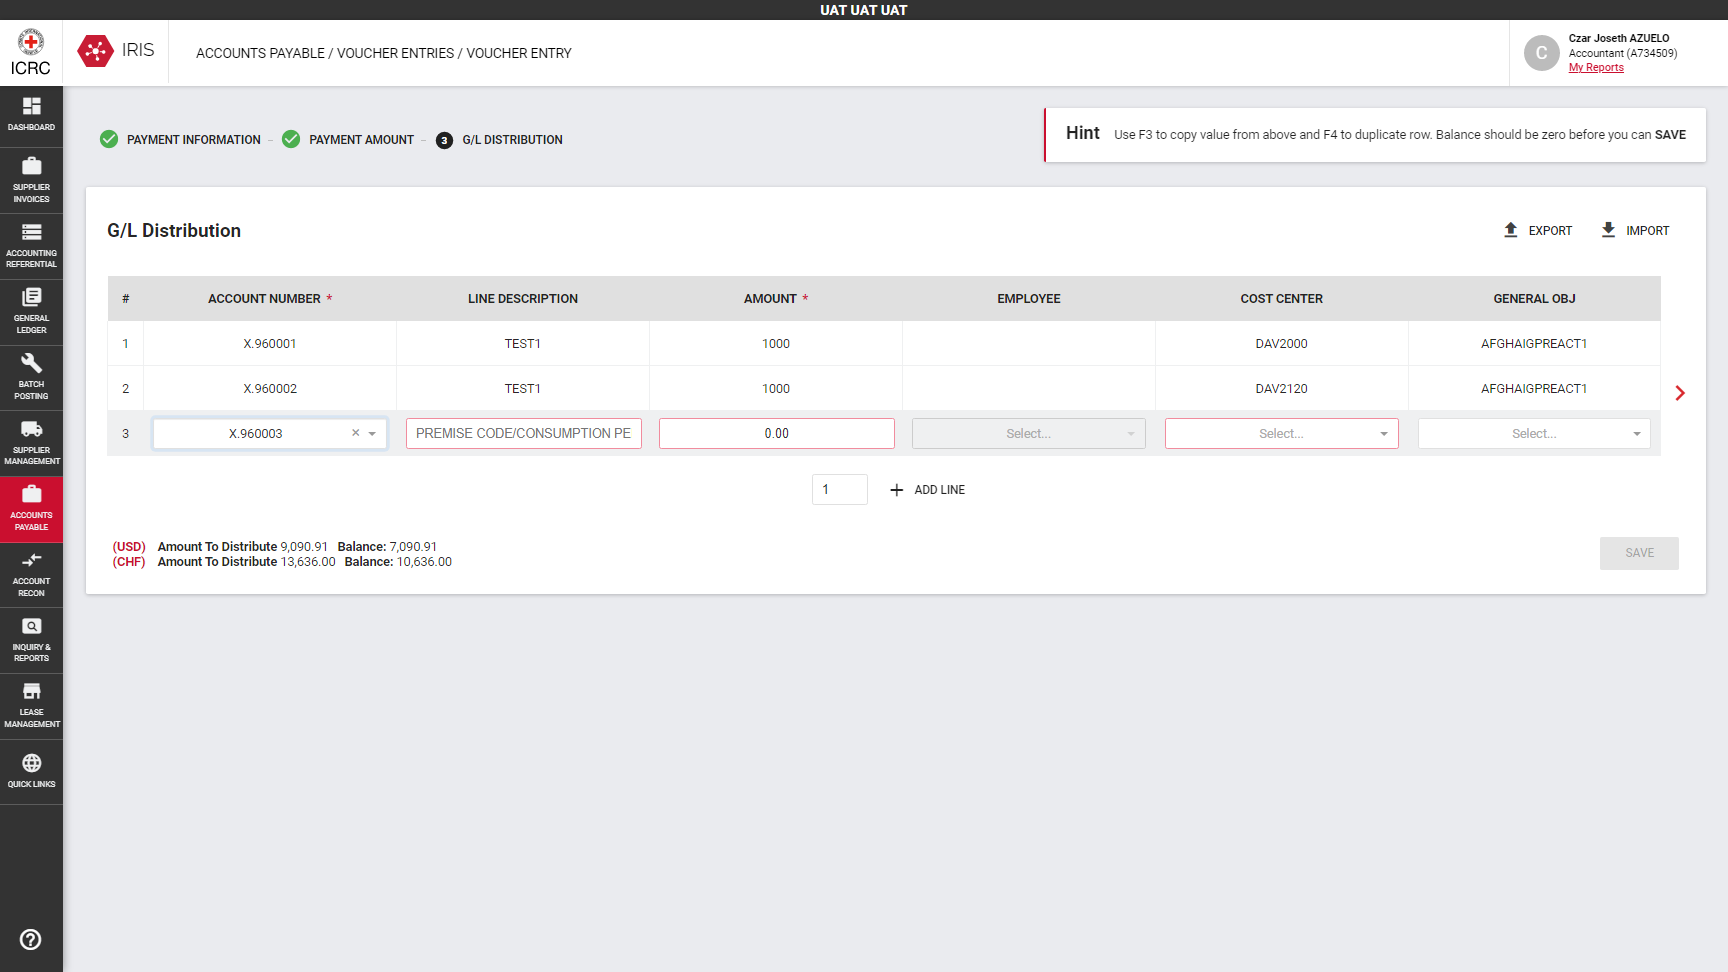 UAT UAT UAT
ICRC
IRIS
ACCOUNTS PAYABLE / VOUCHER ENTRIES / VOUCHER ENTRY
C
Czar Joseth AZUELO
Accountant (A734509)
My Reports
DASHBOARD
SUPPLIER
INVOICES
ACCOUNTING
REFERENTIAL
GENERAL
LEDGER
BATCH
POSTING
SUPPLIER
MANAGEMENT
ACCOUNTS
PAYABLE
ACCOUNT
RECON
INQUIRY &
REPORTS
LEASE
MANAGEMENT
QUICK LINKS
PAYMENT INFORMATION – PAYMENT AMOUNT – 3 G/L DISTRIBUTION
Hint Use F3 to copy value from above and F4 to duplicate row. Balance should be zero before you can SAVE
G/L Distribution
EXPORT IMPORT
# ACCOUNT NUMBER * LINE DESCRIPTION AMOUNT * EMPLOYEE COST CENTER GENERAL OBJ
1 X.960001 TEST1 1000 DAV2000 AFGHAIGPREACT1
2 X.960002 TEST1 1000 DAV2120 AFGHAIGPREACT1
3 X.960003 × PREMISE CODE/CONSUMPTION PE 0.00 Select... Select... Select...
1 + ADD LINE
(USD) Amount To Distribute 9,090.91 Balance: 7,090.91
(CHF) Amount To Distribute 13,636.00 Balance: 10,636.00
SAVE